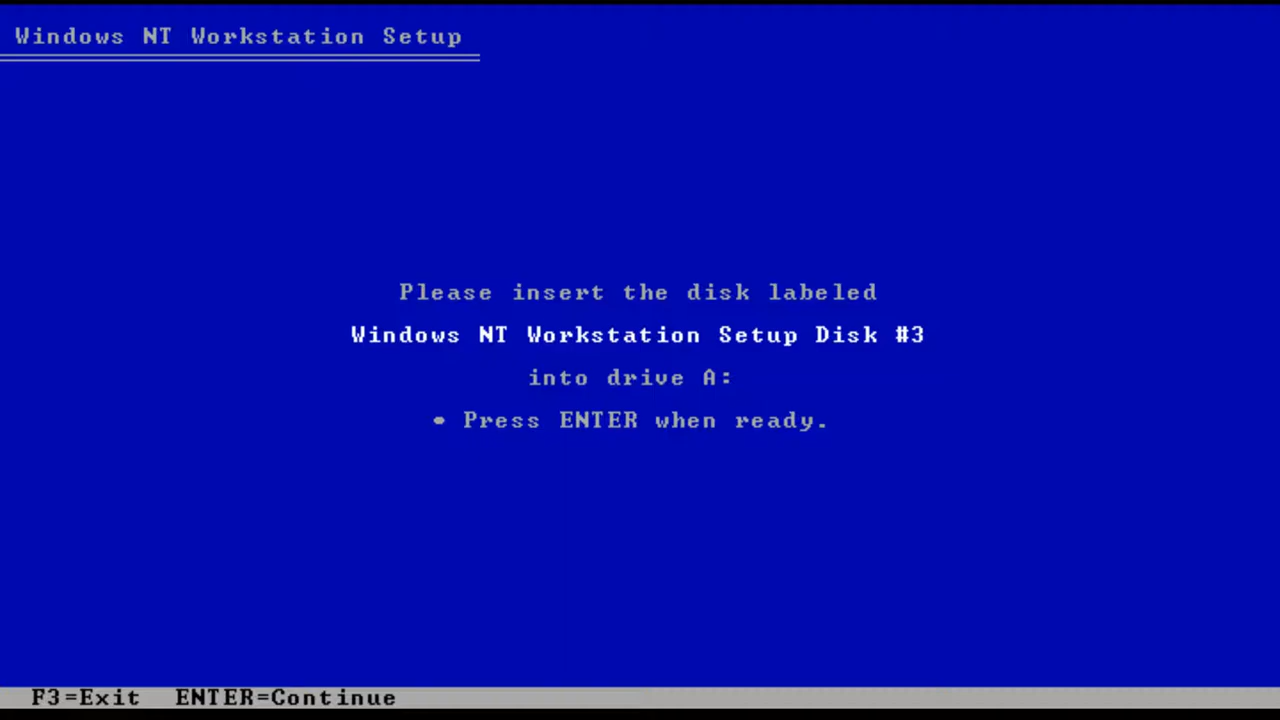 Windows NT Workstation Setup
Please insert the disk labeled
Windows NT Workstation Setup Disk #3
into drive A:
• Press ENTER when ready.
F3=Exit ENTER=Continue